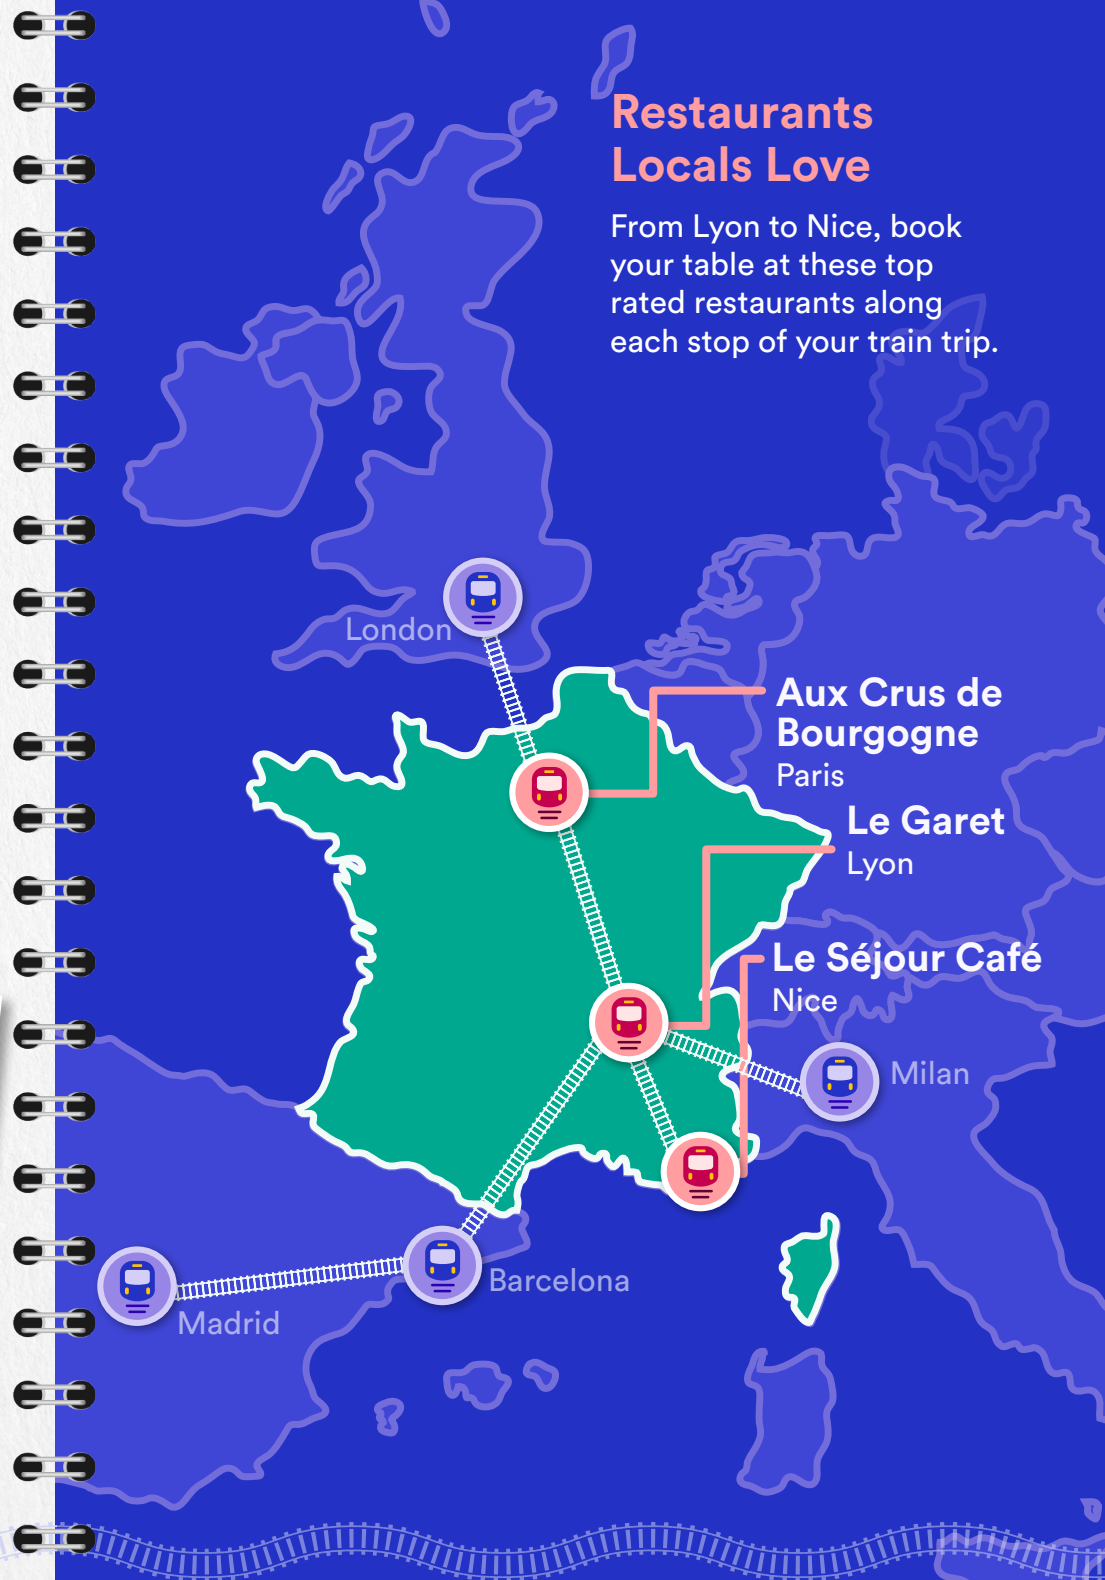 Restaurants
Locals Love
From Lyon to Nice, book
your table at these top
rated restaurants along
each stop of your train trip.
London
Aux Crus de
Bourgogne
Paris
Le Garet
Lyon
Le Séjour Café
Nice
Milan
Barcelona
Madrid